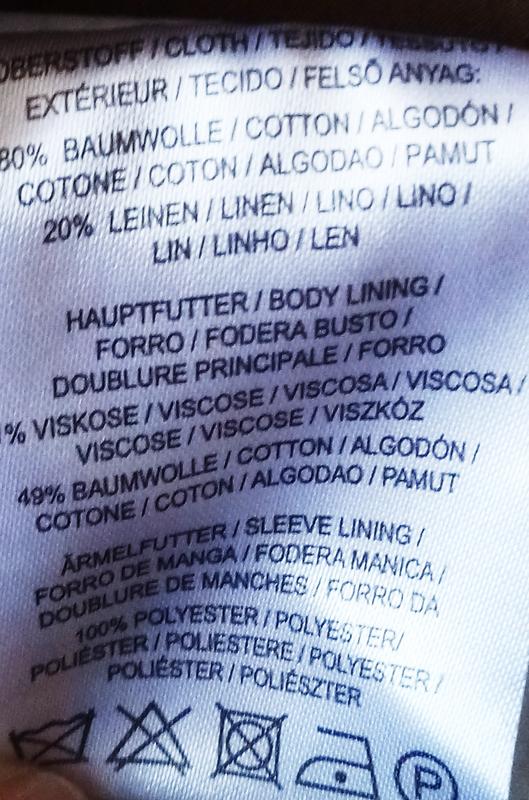 OBERSTOFF / CLOTH / TEJIDO / TESSUTO /
EXTÉRIEUR / TECIDO / FELSŐ ANYAG:
80% BAUMWOLLE / COTTON / ALGODÓN /
COTONE / COTON / ALGODAO / PAMUT
20% LEINEN / LINEN / LINO / LINO /
LIN / LINHO / LEN
HAUPTFUTTER / BODY LINING /
FORRO / FODERA BUSTO /
DOUBLURE PRINCIPALE / FORRO
% VISKOSE / VISCOSE / VISCOSA / VISCOSA /
VISCOSE / VISCOSE / VISZKÓZ
49% BAUMWOLLE / COTTON / ALGODÓN /
COTONE / COTON / ALGODAO / PAMUT
ÄRMELFUTTER / SLEEVE LINING /
FORRO DE MANGA / FODERA MANICA /
DOUBLURE DE MANCHES / FORRO DA
100% POLYESTER / POLYESTER/
POLIÉSTER / POLIESTERE / POLYESTER /
POLIÉSTER / POLIÉSZTER
P